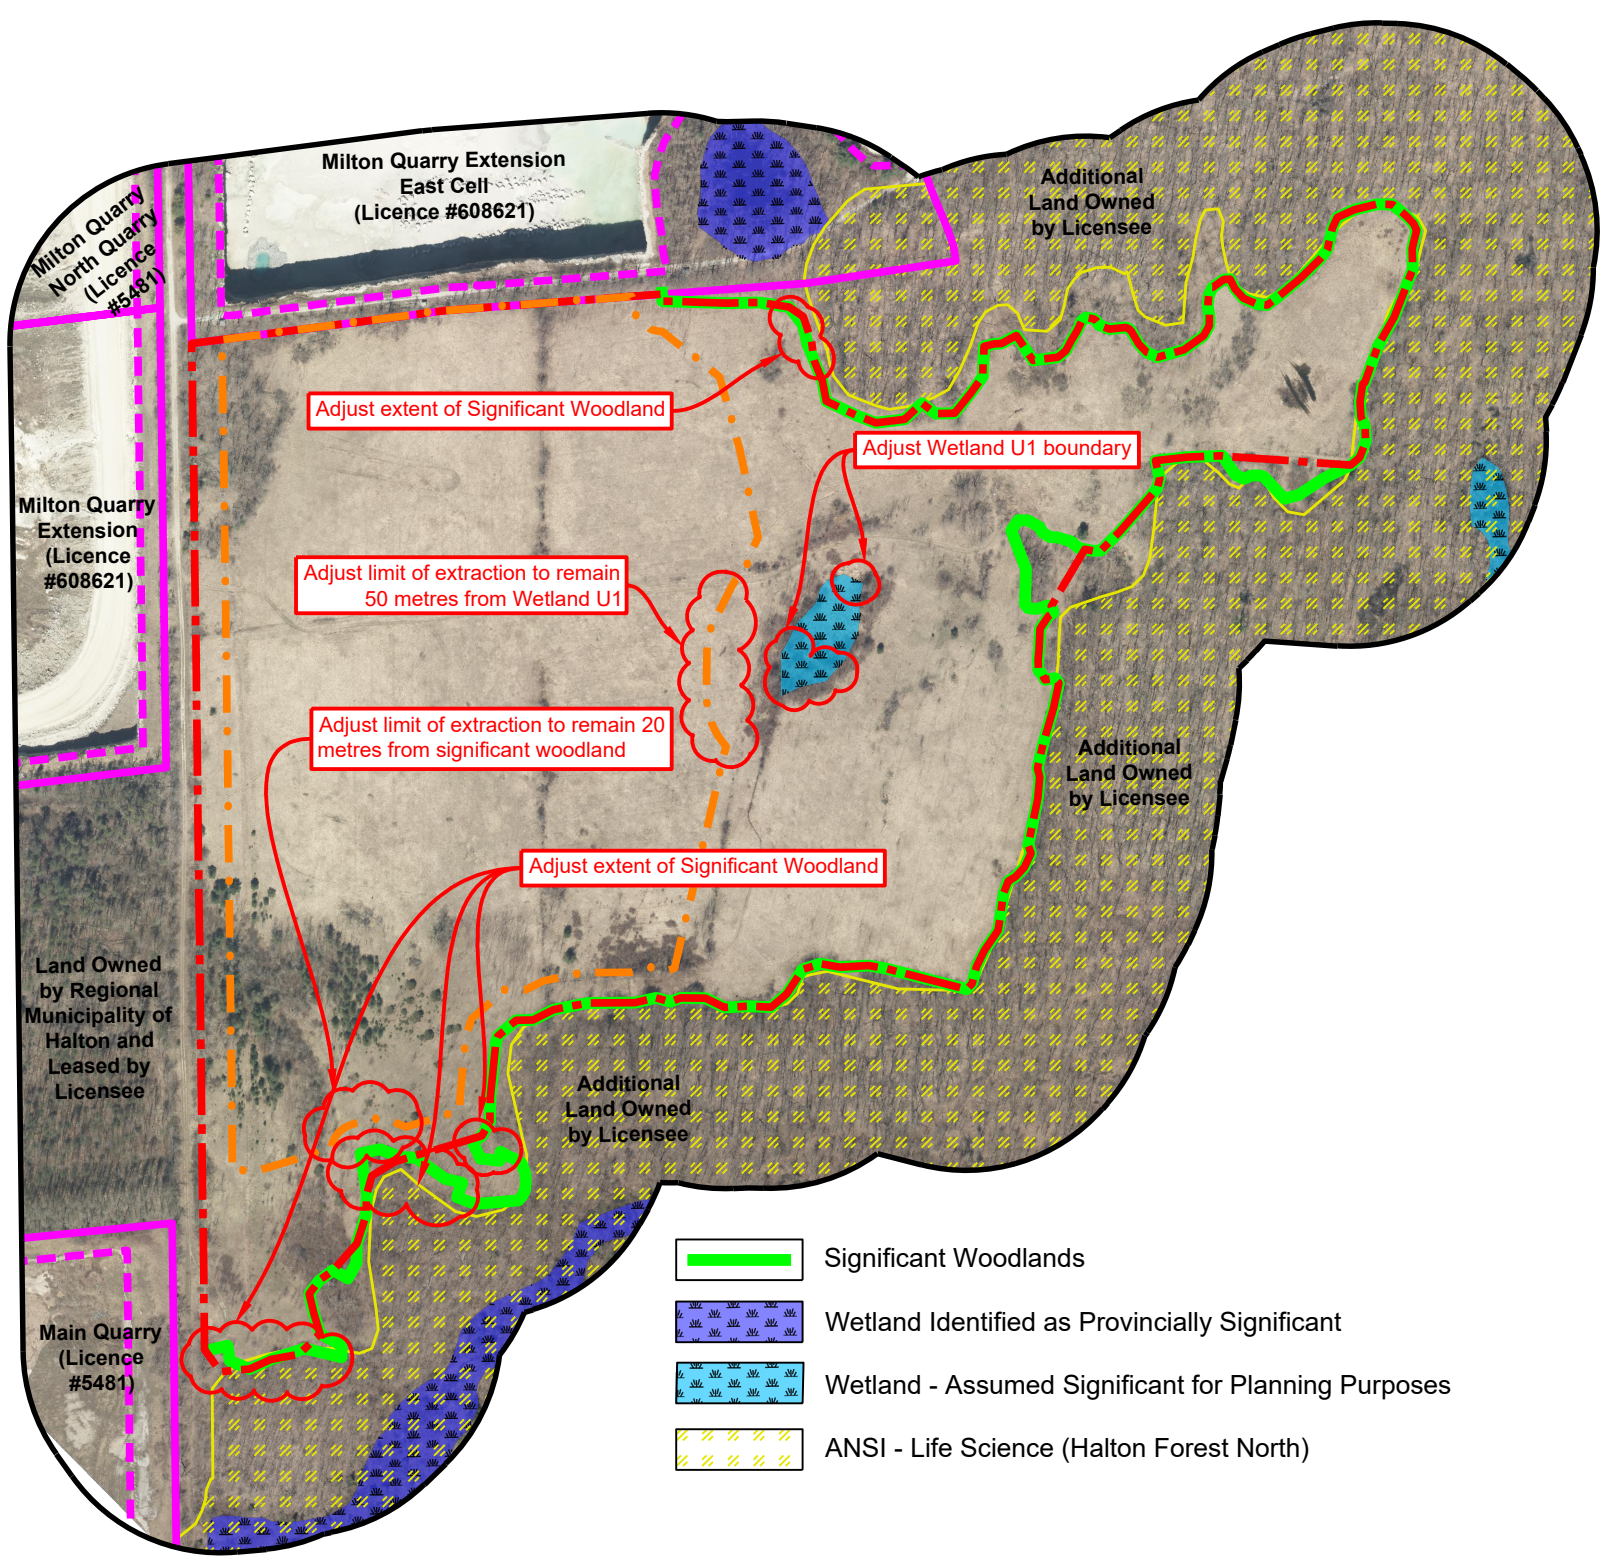 Milton Quarry Extension
East Cell
(Licence #608621)
Milton Quarry
North Quarry
(Licence
#5481)
Additional
Land Owned
by Licensee
Adjust extent of Significant Woodland
Adjust Wetland U1 boundary
Milton Quarry
Extension
(Licence
#608621)
Adjust limit of extraction to remain
50 metres from Wetland U1
Adjust limit of extraction to remain 20
metres from significant woodland
Additional
Land Owned
by Licensee
Adjust extent of Significant Woodland
Land Owned
by Regional
Municipality of
Halton and
Leased by
Licensee
Additional
Land Owned
by Licensee
Main Quarry
(Licence
#5481)
Significant Woodlands
Wetland Identified as Provincially Significant
Wetland - Assumed Significant for Planning Purposes
ANSI - Life Science (Halton Forest North)